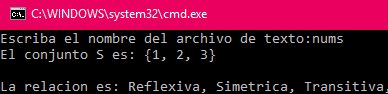 C:\WINDOWS\system32\cmd.exe
Escriba el nombre del archivo de texto:nums
El conjunto S es: {1, 2, 3}
La relacion es: Reflexiva, Simetrica, Transitiva,